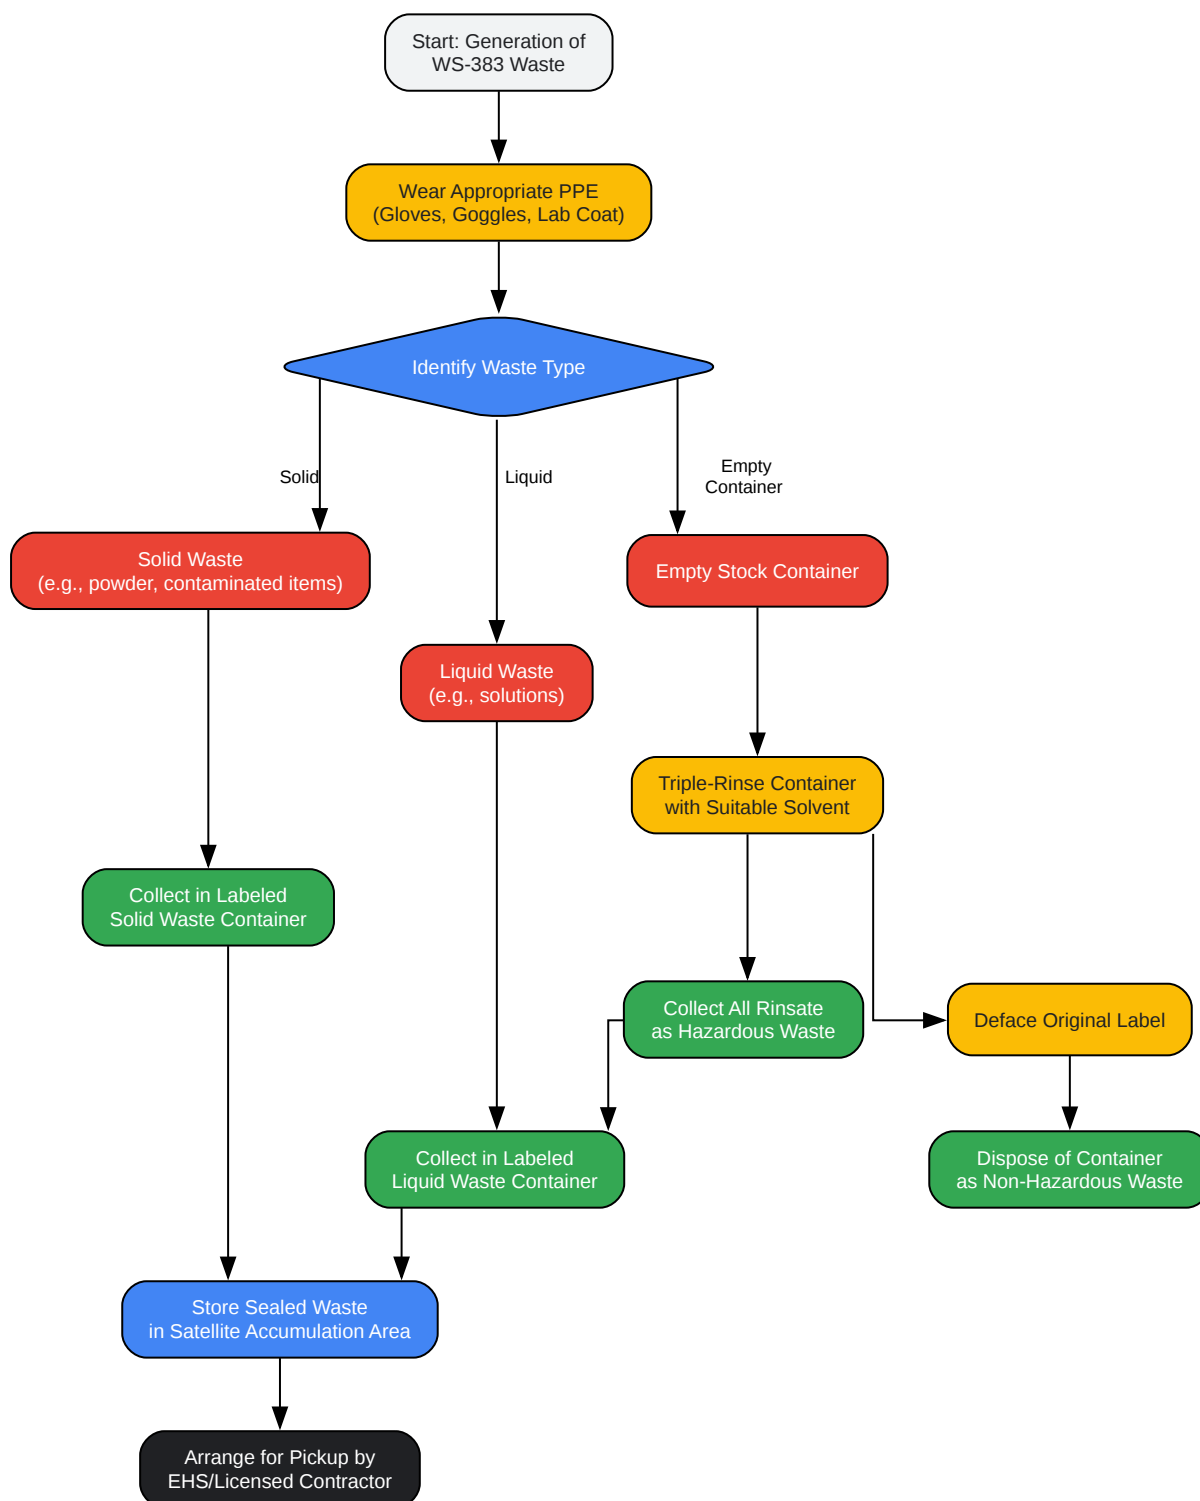 Start: Generation of
WS-383 Waste
Wear Appropriate PPE
(Gloves, Goggles, Lab Coat)
Identify Waste Type
Solid
Liquid
Empty
Container
Solid Waste
(e.g., powder, contaminated items)
Empty Stock Container
Liquid Waste
(e.g., solutions)
Triple-Rinse Container
with Suitable Solvent
Collect in Labeled
Solid Waste Container
Collect All Rinsate
as Hazardous Waste
Deface Original Label
Collect in Labeled
Liquid Waste Container
Dispose of Container
as Non-Hazardous Waste
Store Sealed Waste
in Satellite Accumulation Area
Arrange for Pickup by
EHS/Licensed Contractor